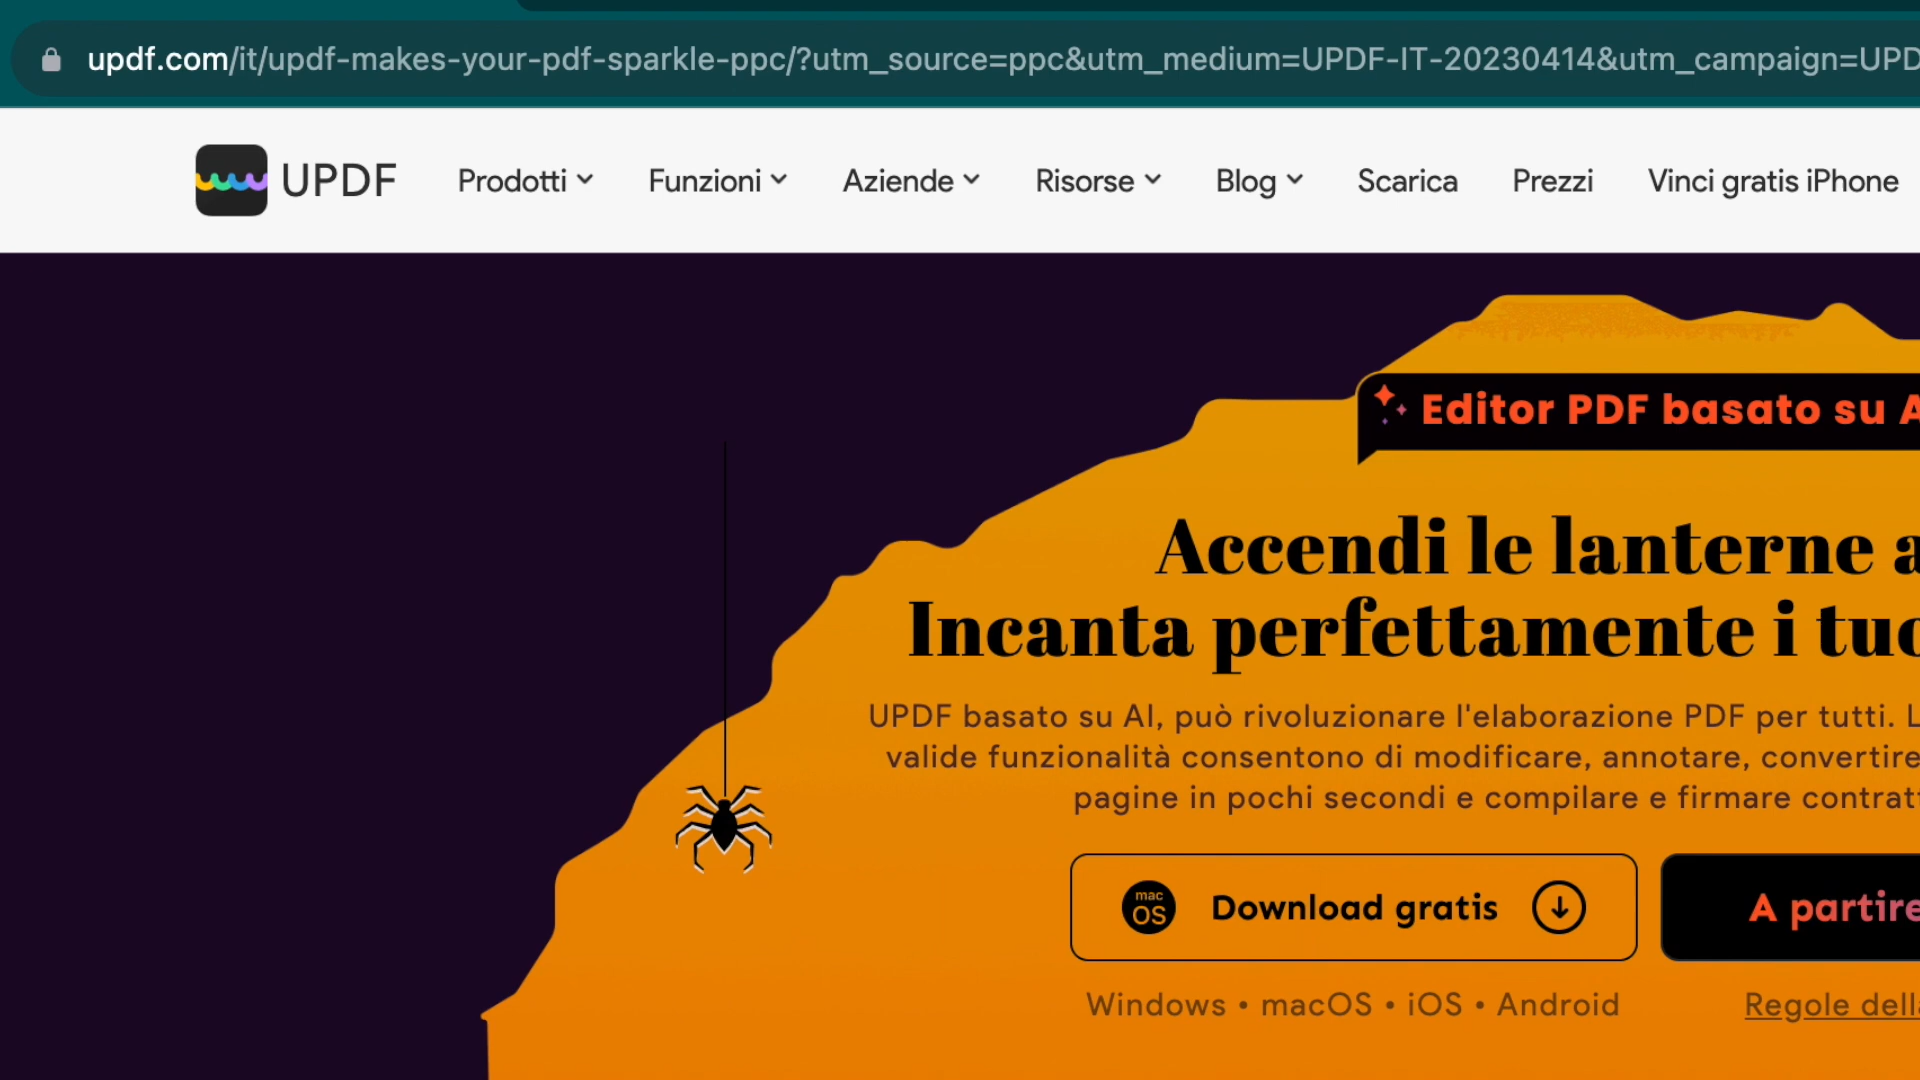 updf.com/it/updf-makes-your-pdf-sparkle-ppc/?utm_source=ppc&utm_medium=UPDF-IT-20230414&utm_campaign=UPD
UPDF Prodotti Funzioni Aziende Risorse Blog Scarica Prezzi Vinci gratis iPhone
Editor PDF basato su A
Accendi le lanterne a
Incanta perfettamente i tuo
UPDF basato su AI, può rivoluzionare l'elaborazione PDF per tutti. L
valide funzionalità consentono di modificare, annotare, convertire
pagine in pochi secondi e compilare e firmare contratt
mac OS Download gratis A partire
Windows • macOS • iOS • Android Regole della